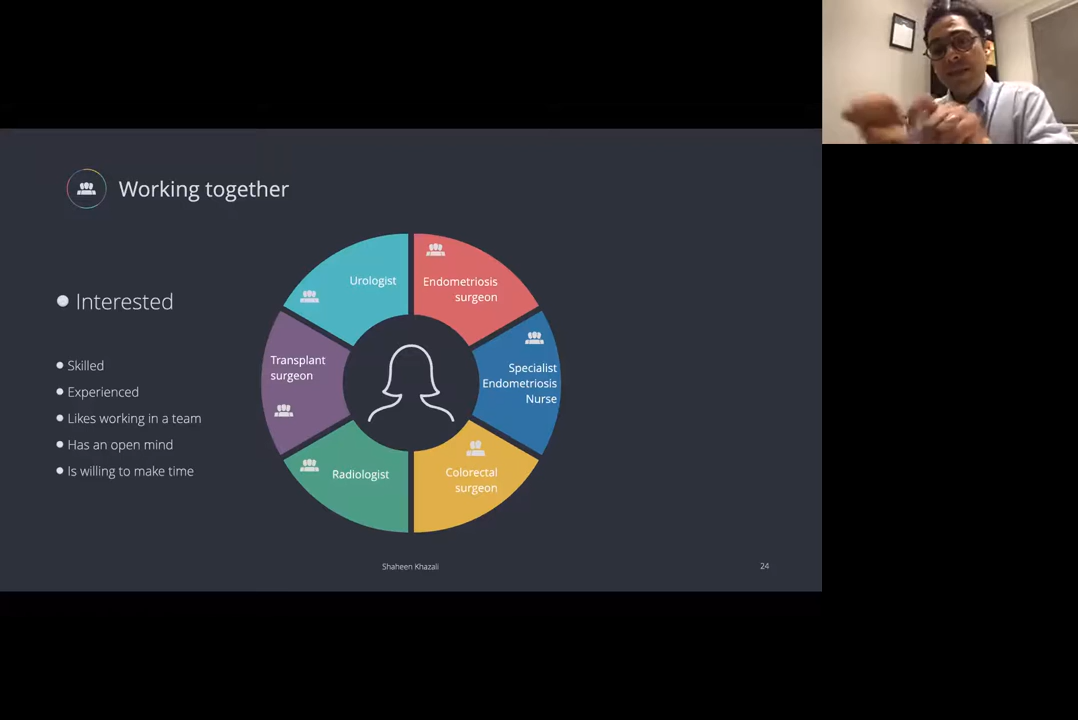 Working together
Interested
Skilled
Experienced
Likes working in a team
Has an open mind
Is willing to make time
Urologist
Endometriosis
surgeon
Specialist
Endometriosis
Nurse
Colorectal
surgeon
Radiologist
Transplant
surgeon
Shaheen Khazali
24